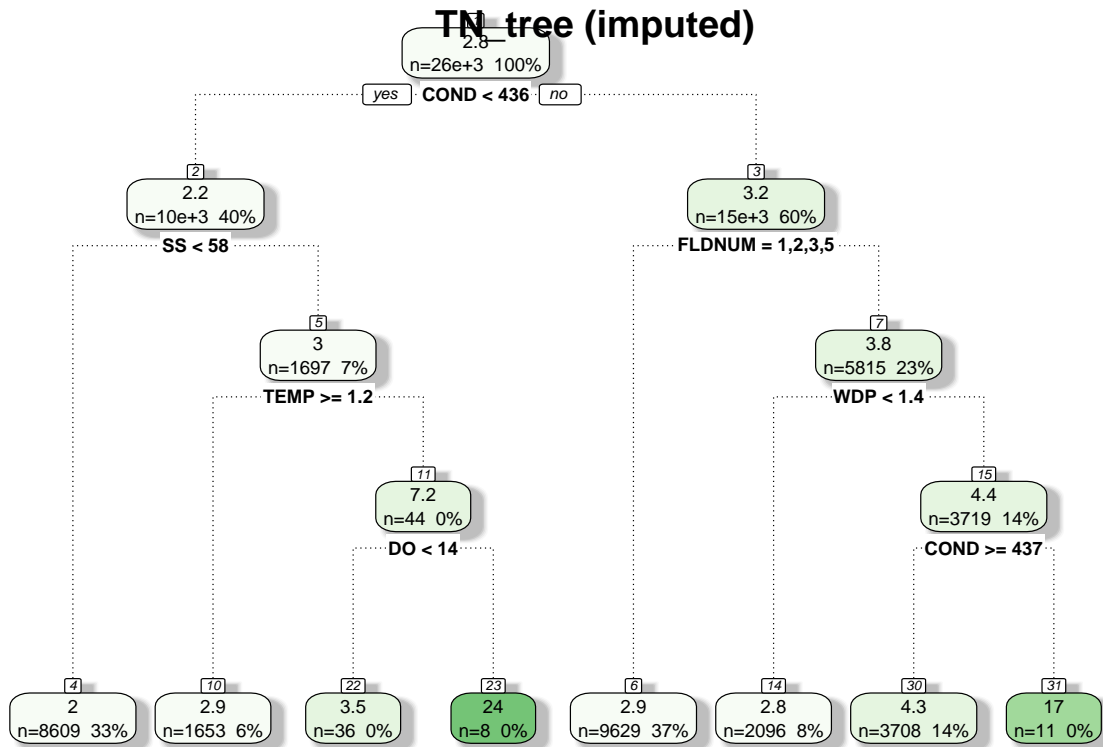 TN_ tree (imputed)
2.8
n=26e+3 100%
yes COND < 436 no
2
2.2
n=10e+3 40%
SS < 58
3
3.2
n=15e+3 60%
FLDNUM = 1,2,3,5
5
3
n=1697 7%
TEMP >= 1.2
7
3.8
n=5815 23%
WDP < 1.4
11
7.2
n=44 0%
DO < 14
15
4.4
n=3719 14%
COND >= 437
4
2
n=8609 33%
10
2.9
n=1653 6%
22
3.5
n=36 0%
23
24
n=8 0%
6
2.9
n=9629 37%
14
2.8
n=2096 8%
30
4.3
n=3708 14%
31
17
n=11 0%